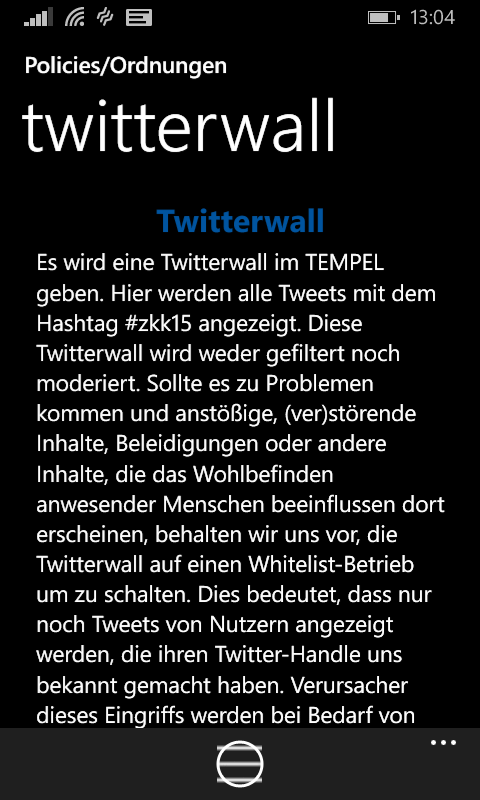 13:04
Policies/Ordnungen
twitterwall
Twitterwall
Es wird eine Twitterwall im TEMPEL
geben. Hier werden alle Tweets mit dem
Hashtag #zkk15 angezeigt. Diese
Twitterwall wird weder gefiltert noch
moderiert. Sollte es zu Problemen
kommen und anstößige, (ver)störende
Inhalte, Beleidigungen oder andere
Inhalte, die das Wohlbefinden
anwesender Menschen beeinflussen dort
erscheinen, behalten wir uns vor, die
Twitterwall auf einen Whitelist-Betrieb
um zu schalten. Dies bedeutet, dass nur
noch Tweets von Nutzern angezeigt
werden, die ihren Twitter-Handle uns
bekannt gemacht haben. Verursacher
dieses Eingriffs werden bei Bedarf von